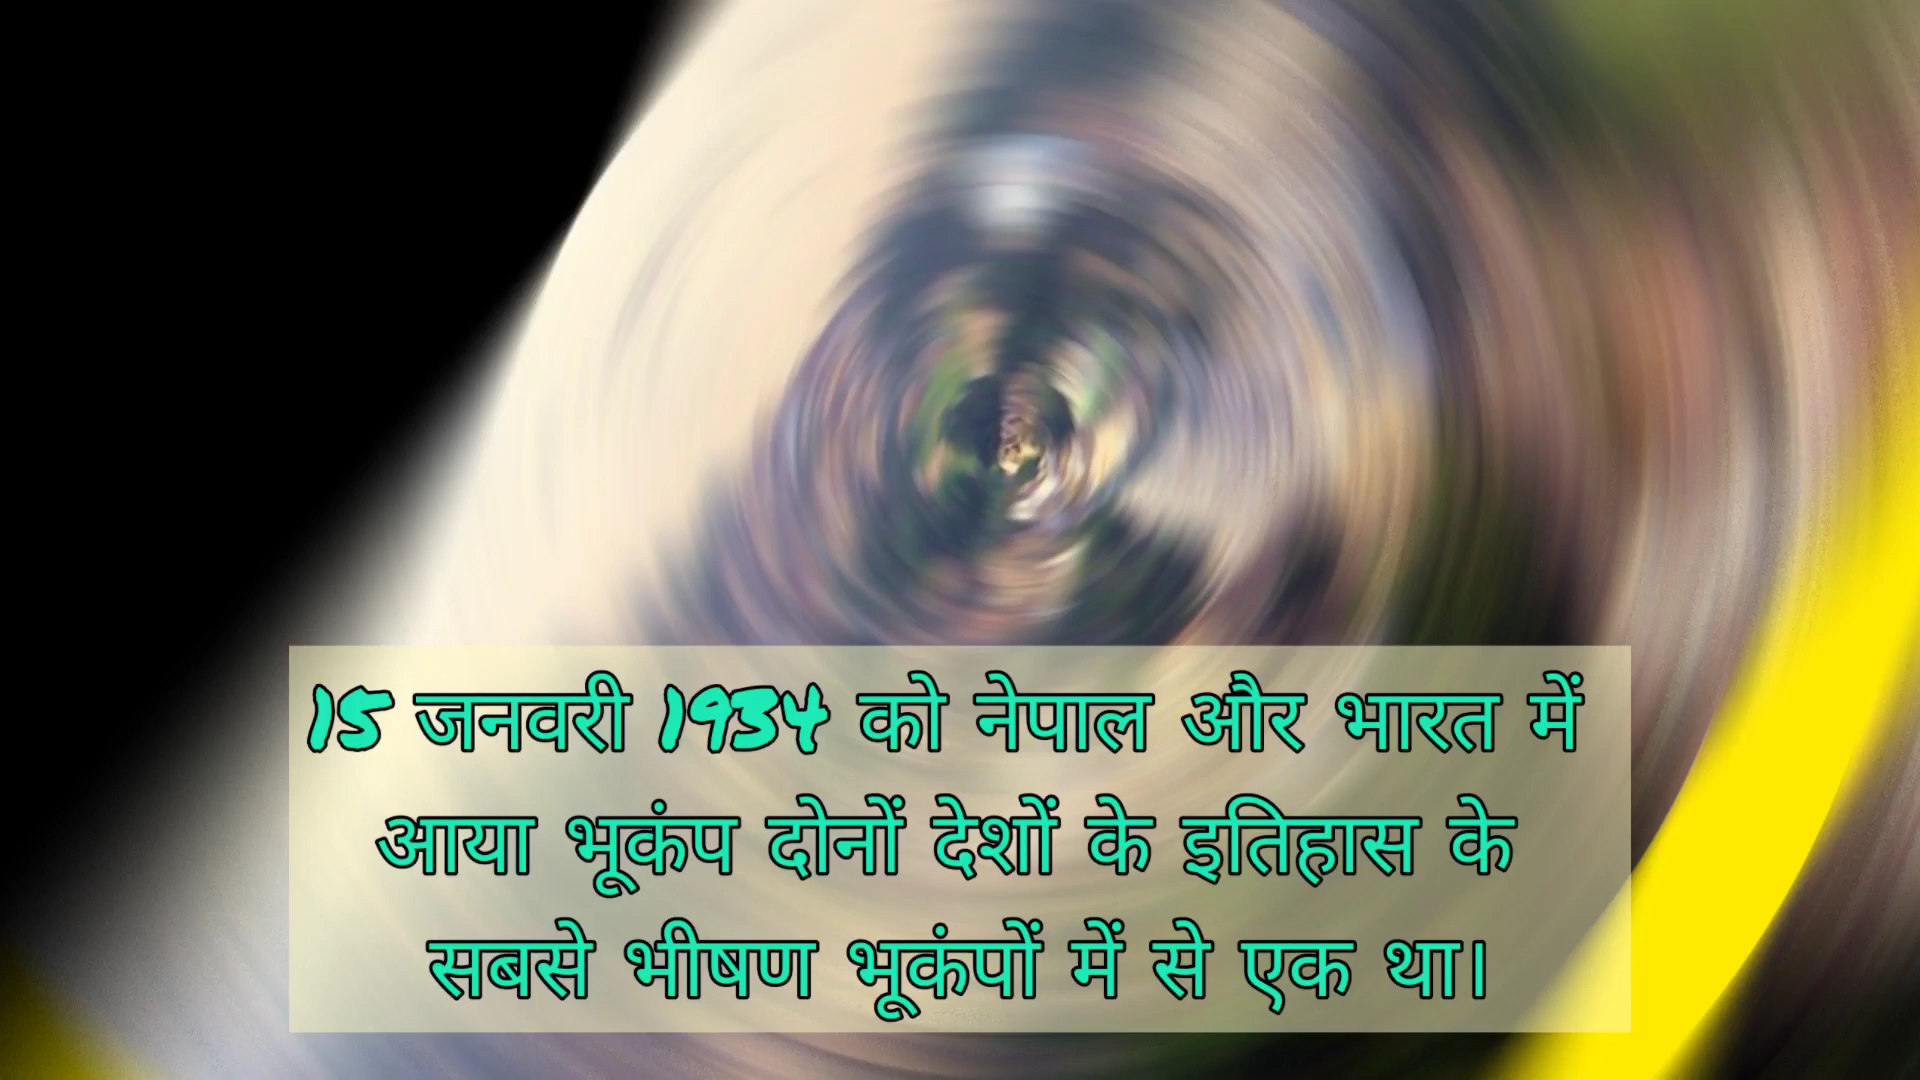 15 जनवरी 1934 को नेपाल और भारत में
आया भूकंप दोनों देशों के इतिहास के
सबसे भीषण भूकंपों में से एक था।